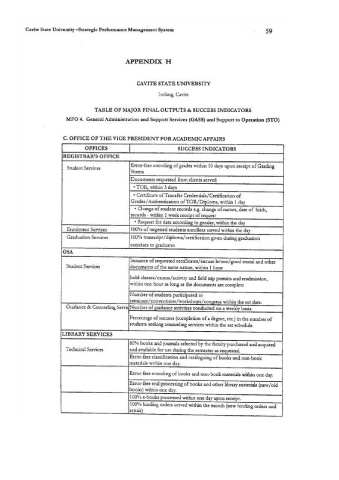 Cavite State University –Strategic Performance Management System
59
APPENDIX H
CAVITE STATE UNIVERSITY
Indang, Cavite
TABLE OF MAJOR FINAL OUTPUTS & SUCCESS INDICATORS
MFO 4. General Administration and Support Services (GASS) and Support to Operation (STO)
C. OFFICE OF THE VICE PRESIDENT FOR ACADEMIC AFFAIRS
OFFICES
SUCCESS INDICATORS
REGISTRAR'S OFFICE
Student Services
Error-free encoding of grades within 10 days upon receipt of Grading
Sheets
Documents requested from clients served
• TOR, within 3 days
• Certificate of Transfer Credentials/Certification of
Grades/Authentication of TOR/Diploma, within 1 day
• Change of student records e.g. change of names, date of birth,
records - within 1 week receipt of request
• Request for data according to gender, within the day
Enrolment Services
100% of targeted students enrollees served within the day
Graduation Services
100% transcript/diploma/certification given during graduation
exercises to graduates
OSA
Student Services
Issuance of requested certificates/excuse letters/good moral and other
documents of the same nature, within 1 hour
held classes/exams/activity and field trip permits and readmission,
within one hour as long as the documents are complete
Number of students participated in
seminars/conventions/workshops/congress within the set date.
Guidance & Counseling Servic
Number of guidance activities conducted on a weekly basis.
Percentage of success (completion of a degree, etc.) in the number of
students seeking counseling services within the set schedule.
LIBRARY SERVICES
Technical Services
80% books and journals selected by the faculty purchased and acquired
and available for use during the semester as requested.
Error-free classification and cataloguing of books and non-book
materials within one day.
Error-free encoding of books and non-book materials within one day.
Error-free end processing of books and other library materials (new/old
books) within one day.
100% e-books processed within one day upon receipt.
100% binding orders served within the month (new binding orders and
repair)